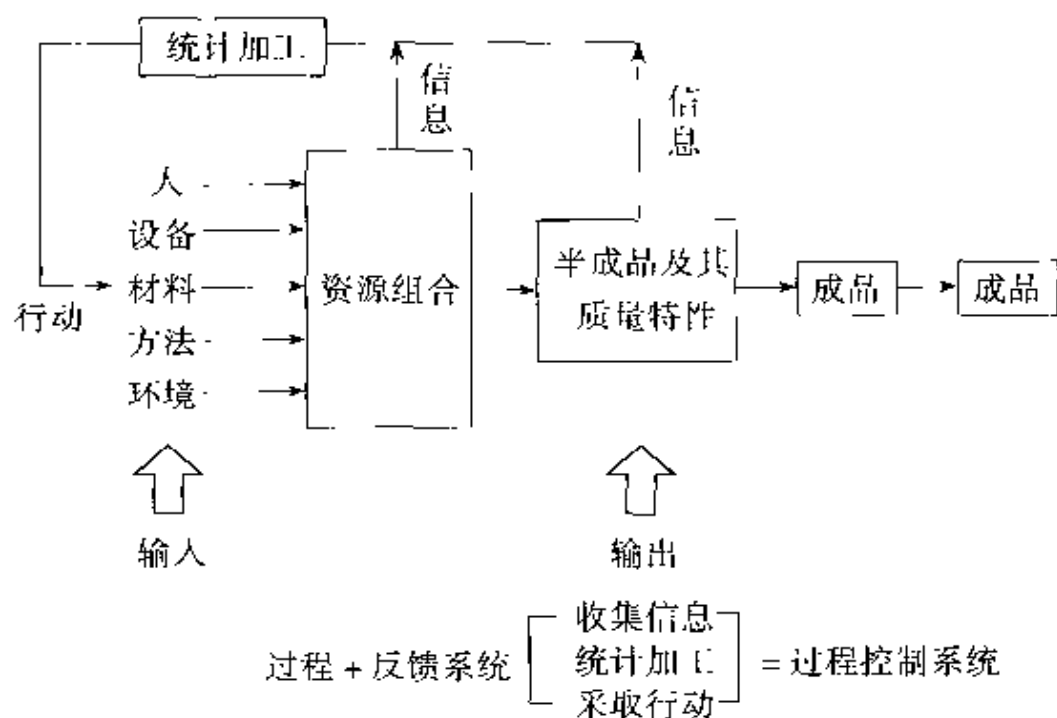 统计加工
信息
信息
人
设备
材料
方法
环境
行动
资源组合
半成品及其
质量特性
成品
成品
输人
输出
收集信息
过程 + 反馈系统 统计加工 = 过程控制系统
采取行动